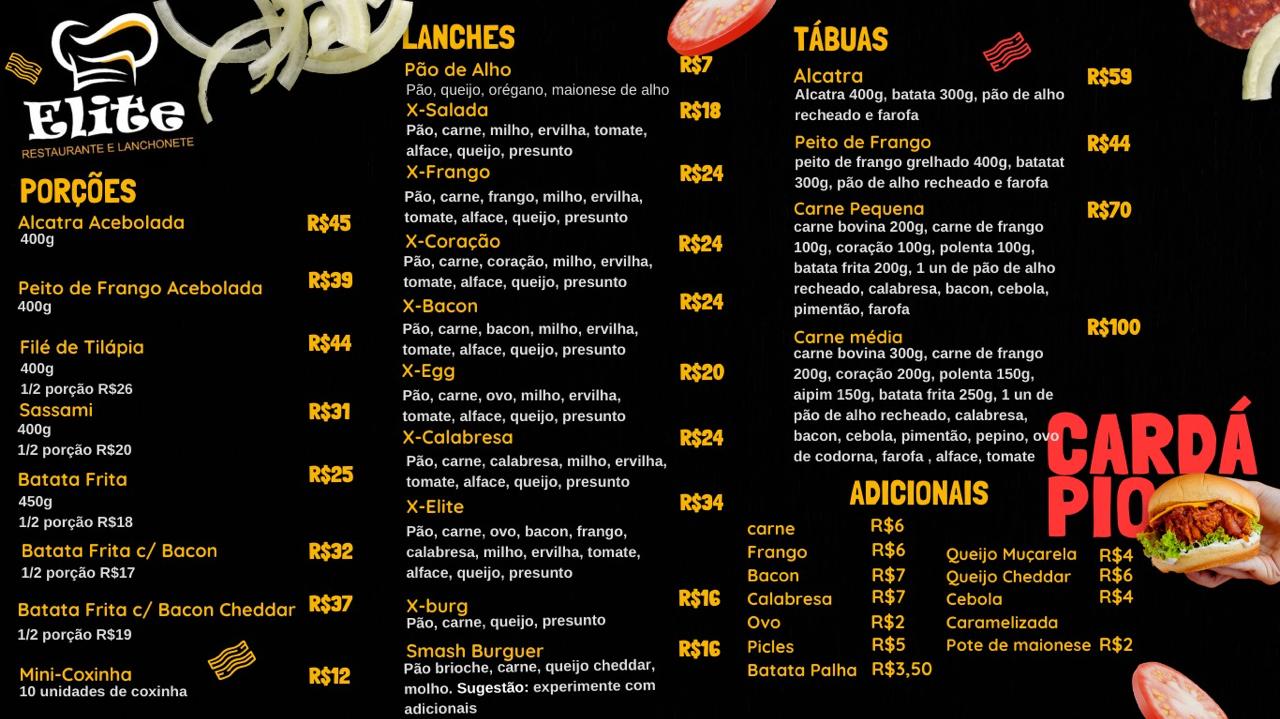 Elite
RESTAURANTE E LANCHONETE
PORÇÕES
Alcatra Acebolada R$45
400g
Peito de Frango Acebolada R$39
400g
Filé de Tilápia R$44
400g
1/2 porção R$26
Sassami R$31
400g
1/2 porção R$20
Batata Frita R$25
450g
1/2 porção R$18
Batata Frita c/ Bacon R$32
1/2 porção R$17
Batata Frita c/ Bacon Cheddar R$37
1/2 porção R$19
Mini-Coxinha R$12
10 unidades de coxinha
LANCHES
Pão de Alho R$7
Pão, queijo, orégano, maionese de alho
X-Salada R$18
Pão, carne, milho, ervilha, tomate,
alface, queijo, presunto
X-Frango R$24
Pão, carne, frango, milho, ervilha,
tomate, alface, queijo, presunto
X-Coração R$24
Pão, carne, coração, milho, ervilha,
tomate, alface, queijo, presunto
X-Bacon R$24
Pão, carne, bacon, milho, ervilha,
tomate, alface, queijo, presunto
X-Egg R$20
Pão, carne, ovo, milho, ervilha,
tomate, alface, queijo, presunto
X-Calabresa R$24
Pão, carne, calabresa, milho, ervilha,
tomate, alface, queijo, presunto
X-Elite R$34
Pão, carne, ovo, bacon, frango,
calabresa, milho, ervilha, tomate,
alface, queijo, presunto
X-burg R$16
Pão, carne, queijo, presunto
Smash Burguer R$16
Pão brioche, carne, queijo cheddar,
molho. Sugestão: experimente com
adicionais
TÁBUAS
Alcatra R$59
Alcatra 400g, batata 300g, pão de alho
recheado e farofa
Peito de Frango R$44
peito de frango grelhado 400g, batatat
300g, pão de alho recheado e farofa
Carne Pequena R$70
carne bovina 200g, carne de frango
100g, coração 100g, polenta 100g,
batata frita 200g, 1 un de pão de alho
recheado, calabresa, bacon, cebola,
pimentão, farofa
Carne média R$100
carne bovina 300g, carne de frango
200g, coração 200g, polenta 150g,
aipim 150g, batata frita 250g, 1 un de
pão de alho recheado, calabresa,
bacon, cebola, pimentão, pepino, ovo
de codorna, farofa , alface, tomate
CARDÁ
PIO
ADICIONAIS
carne R$6
Frango R$6
Bacon R$7
Calabresa R$7
Ovo R$2
Picles R$5
Batata Palha R$3,50
Queijo Muçarela R$4
Queijo Cheddar R$6
Cebola R$4
Caramelizada
Pote de maionese R$2